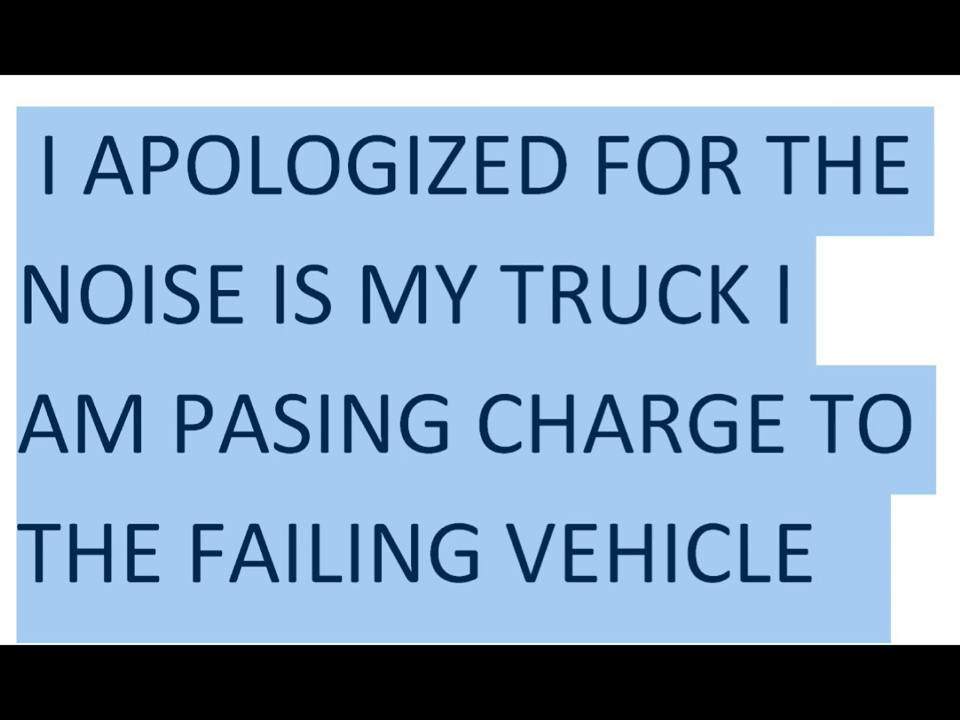 I APOLOGIZED FOR THE
NOISE IS MY TRUCK I
AM PASING CHARGE TO
THE FAILING VEHICLE